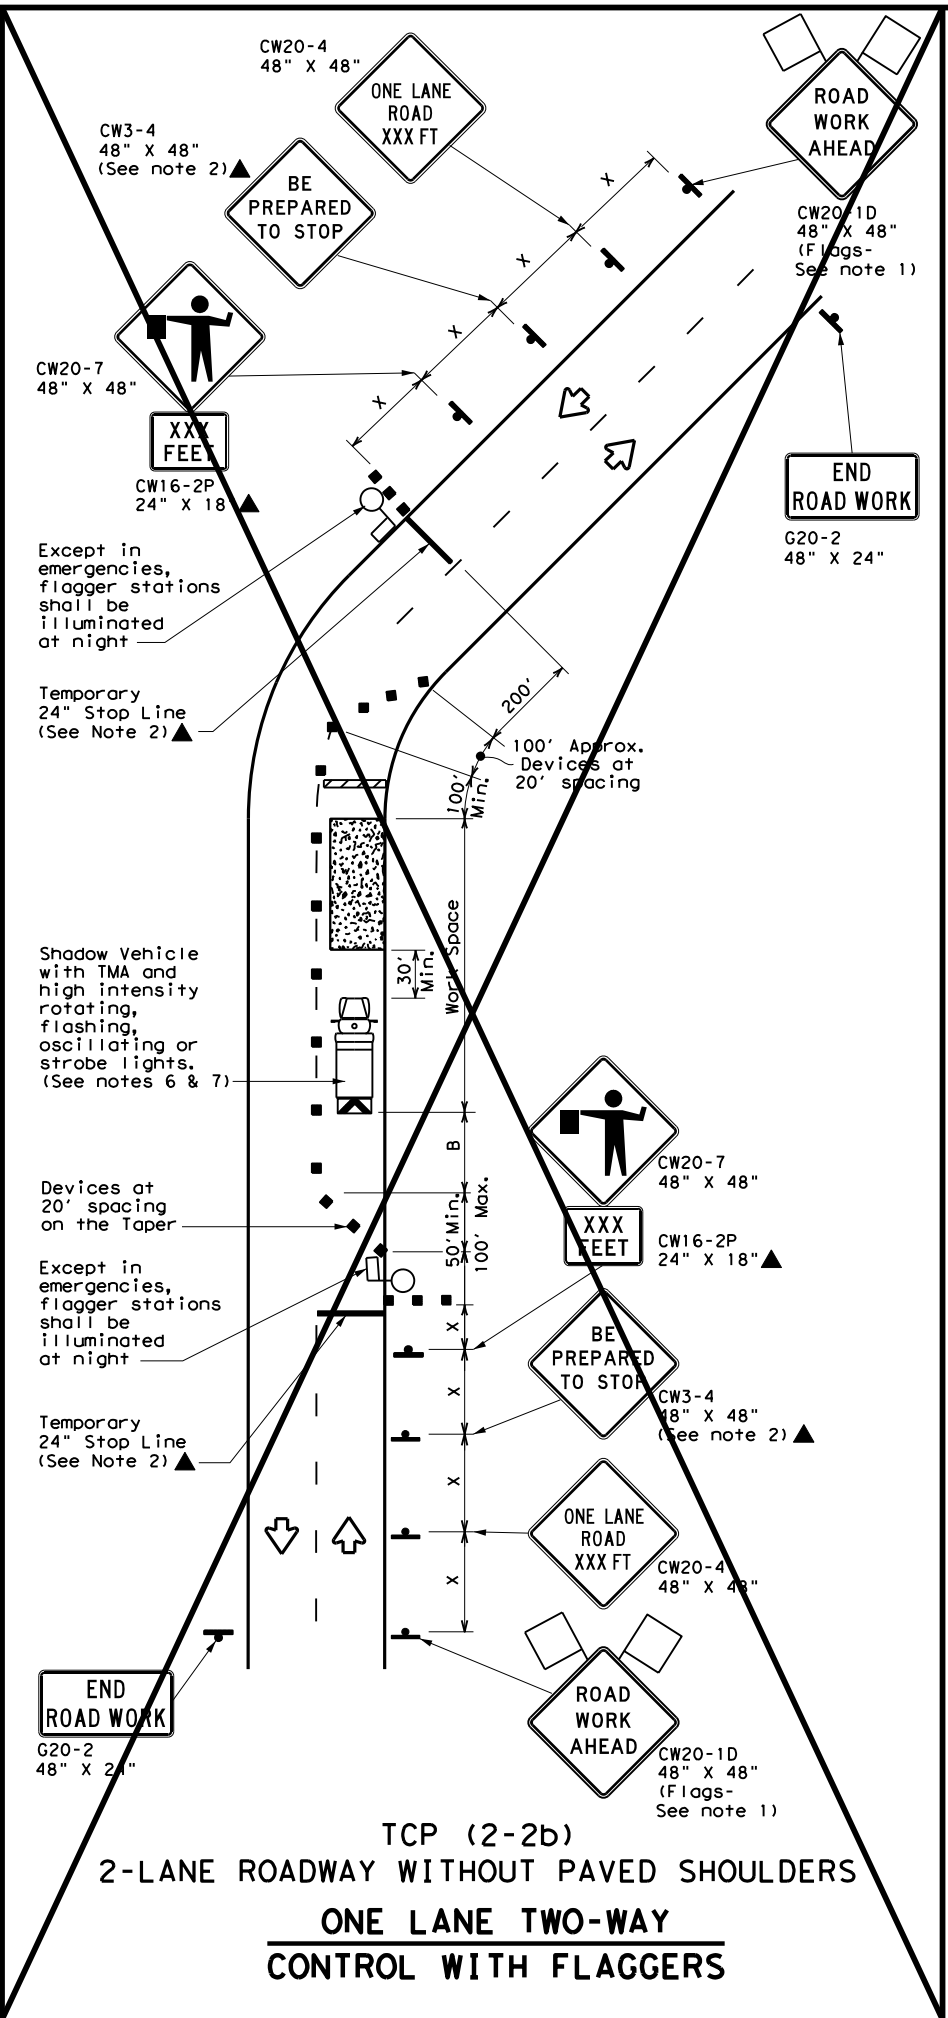 CW20-4
48" X 48"
ONE LANE
ROAD
XXX FT
ROAD
WORK
AHEAD
CW20-1D
48" X 48"
(Flags-
See note 1)
CW3-4
48" X 48"
(See note 2)
BE
PREPARED
TO STOP
X
X
X
X
CW20-7
48" X 48"
XXX
FEET
CW16-2P
24" X 18"
END
ROAD WORK
G20-2
48" X 24"
Except in
emergencies,
flagger stations
shall be
illuminated
at night
Temporary
24" Stop Line
(See Note 2)
200'
100' Approx.
Devices at
20' spacing
100'
Min.
Work Space
30'
Min.
Shadow Vehicle
with TMA and
high intensity
rotating,
flashing,
oscillating or
strobe lights.
(See notes 6 & 7)
B
50' Min.
100' Max.
Devices at
20' spacing
on the Taper
Except in
emergencies,
flagger stations
shall be
illuminated
at night
Temporary
24" Stop Line
(See Note 2)
CW20-7
48" X 48"
XXX
FEET
CW16-2P
24" X 18"
X
X
X
X
BE
PREPARED
TO STOP
CW3-4
48" X 48"
(See note 2)
ONE LANE
ROAD
XXX FT
CW20-4
48" X 48"
END
ROAD WORK
G20-2
48" X 24"
ROAD
WORK
AHEAD
CW20-1D
48" X 48"
(Flags-
See note 1)
TCP (2-2b)
2-LANE ROADWAY WITHOUT PAVED SHOULDERS
ONE LANE TWO-WAY
CONTROL WITH FLAGGERS